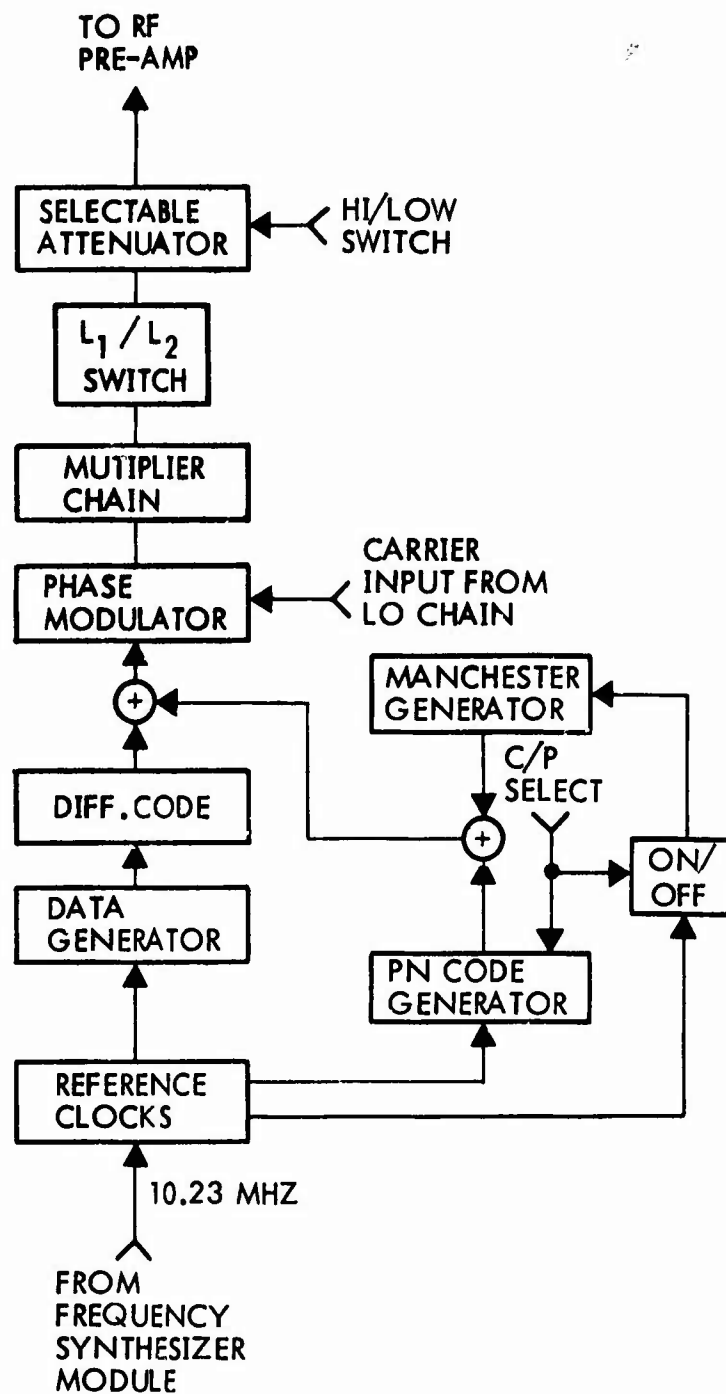 TO RF
PRE-AMP
SELECTABLE
ATTENUATOR
HI/LOW
SWITCH
L1 / L2
SWITCH
MUTIPLIER
CHAIN
PHASE
MODULATOR
CARRIER
INPUT FROM
LO CHAIN
+
MANCHESTER
GENERATOR
C/P
SELECT
DIFF. CODE
+
ON/
OFF
DATA
GENERATOR
PN CODE
GENERATOR
REFERENCE
CLOCKS
10.23 MHZ
FROM
FREQUENCY
SYNTHESIZER
MODULE